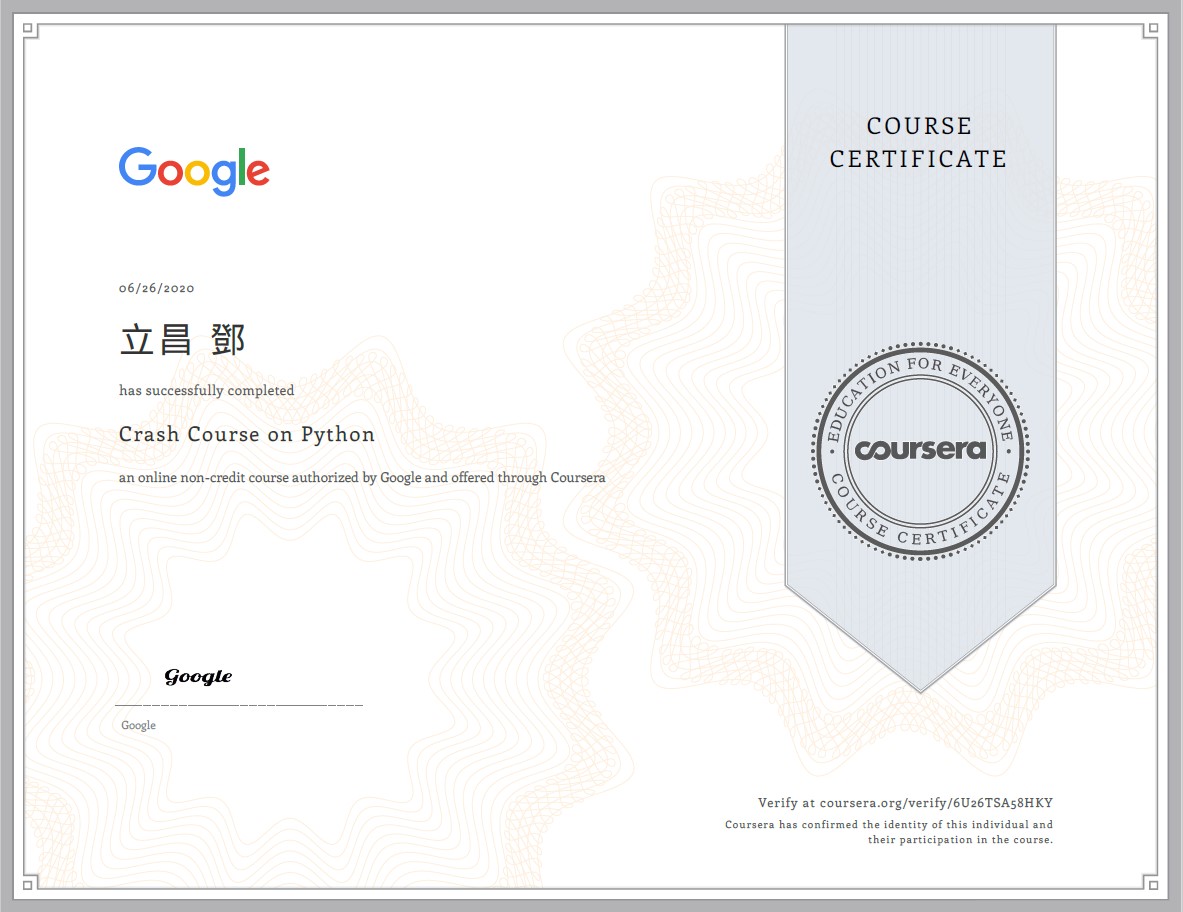 Google
06/26/2020
立昌 鄧
has successfully completed
Crash Course on Python
an online non-credit course authorized by Google and offered through Coursera
Google
Google
COURSE
CERTIFICATE
EDUCATION FOR EVERYONE
coursera
COURSE CERTIFICATE
Verify at coursera.org/verify/6U26TSA58HKY
Coursera has confirmed the identity of this individual and
their participation in the course.